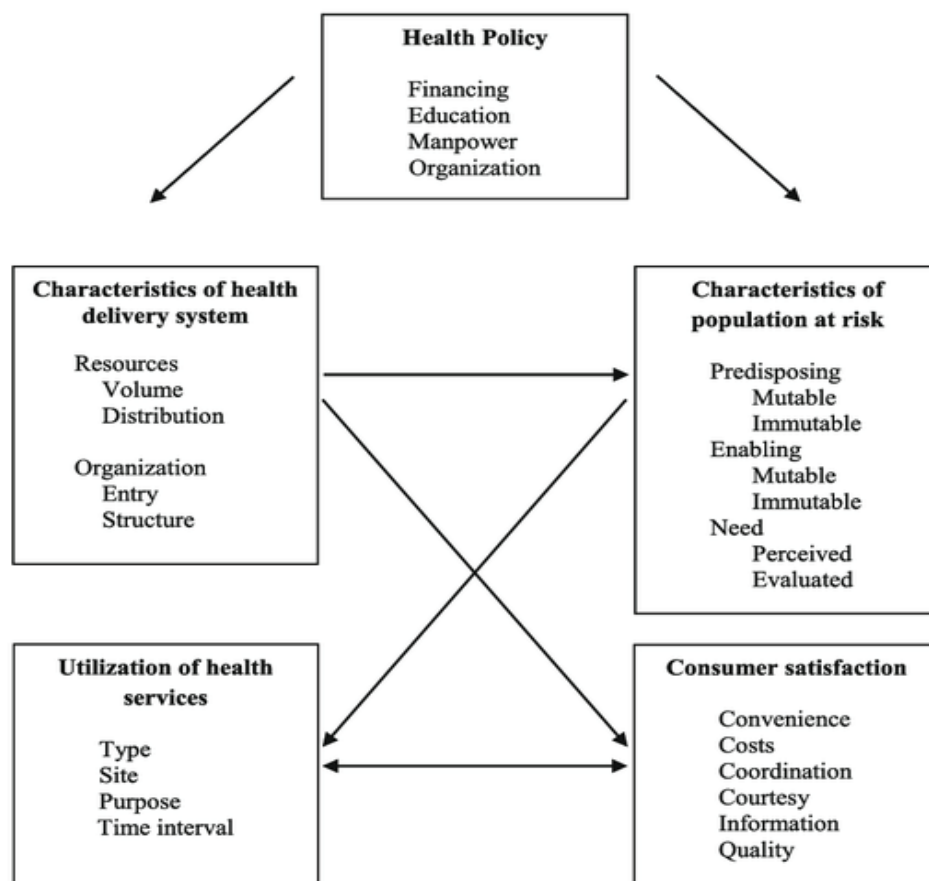 Health Policy
Financing
Education
Manpower
Organization
Characteristics of health
delivery system
Resources
Volume
Distribution
Organization
Entry
Structure
Characteristics of
population at risk
Predisposing
Mutable
Immutable
Enabling
Mutable
Immutable
Need
Perceived
Evaluated
Utilization of health
services
Type
Site
Purpose
Time interval
Consumer satisfaction
Convenience
Costs
Coordination
Courtesy
Information
Quality